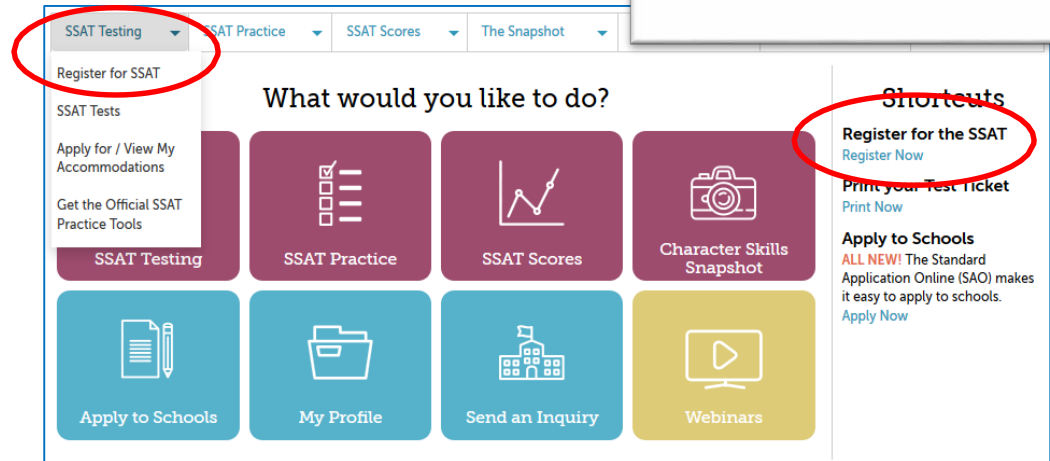 SSAT Testing
SSAT Practice
SSAT Scores
The Snapshot
Register for SSAT
SSAT Tests
Apply for / View My
Accommodations
Get the Official SSAT
Practice Tools
What would you like to do?
SSAT Testing
SSAT Practice
SSAT Scores
Character Skills
Snapshot
Apply to Schools
My Profile
Send an Inquiry
Webinars
Shortcuts
Register for the SSAT
Register Now
Print your Test Ticket
Print Now
Apply to Schools
ALL NEW! The Standard
Application Online (SAO) makes
it easy to apply to schools.
Apply Now